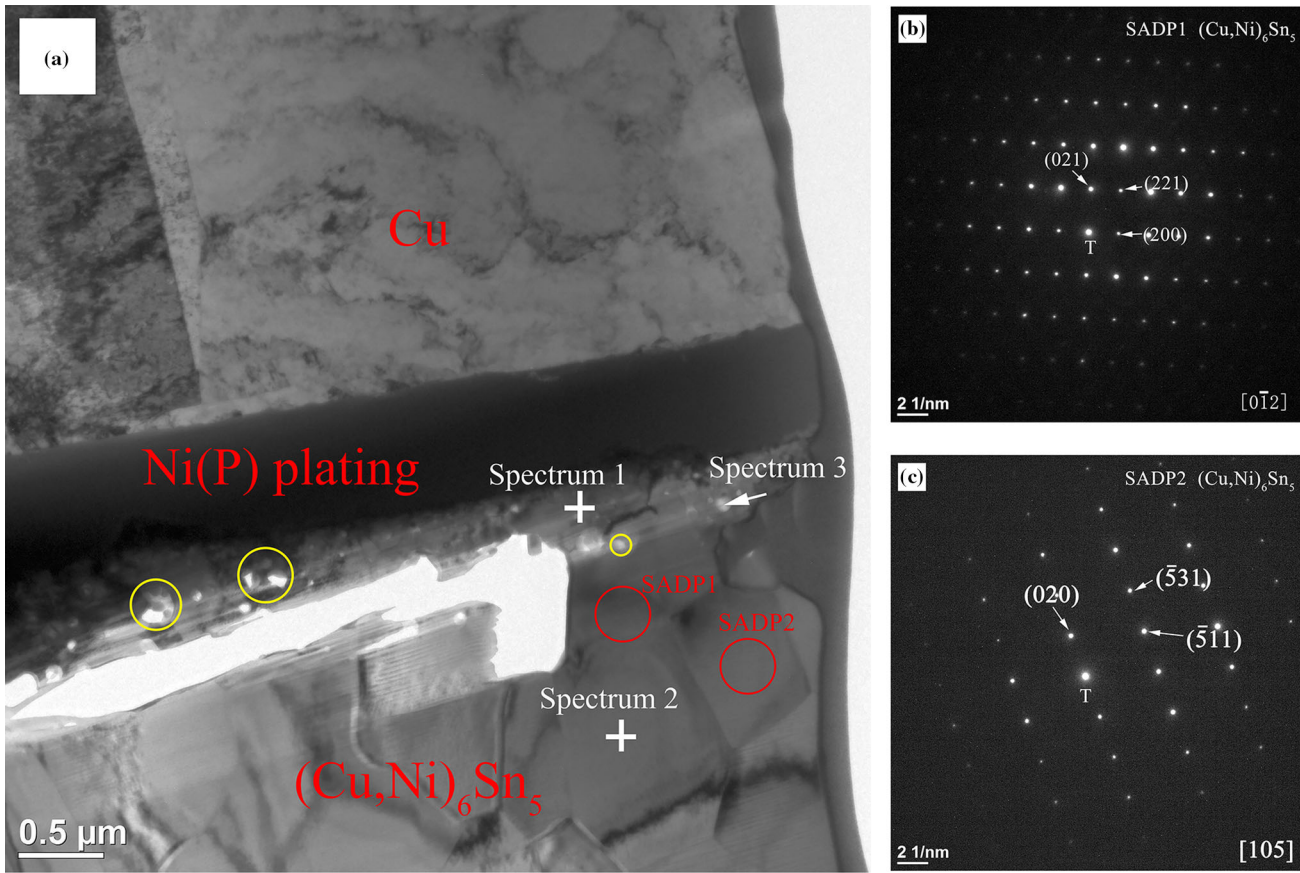 (a)
Cu
Ni(P) plating
Spectrum 1
Spectrum 3
SADP1
SADP2
Spectrum 2
(Cu,Ni)₆Sn₅
0.5 μm
(b)
SADP1 (Cu,Ni)₆Sn₅
(021)
(221)
(200)
T
2 1/nm
[01̅2]
(c)
SADP2 (Cu,Ni)₆Sn₅
(5̅31)
(020)
(5̅11)
T
2 1/nm
[105]